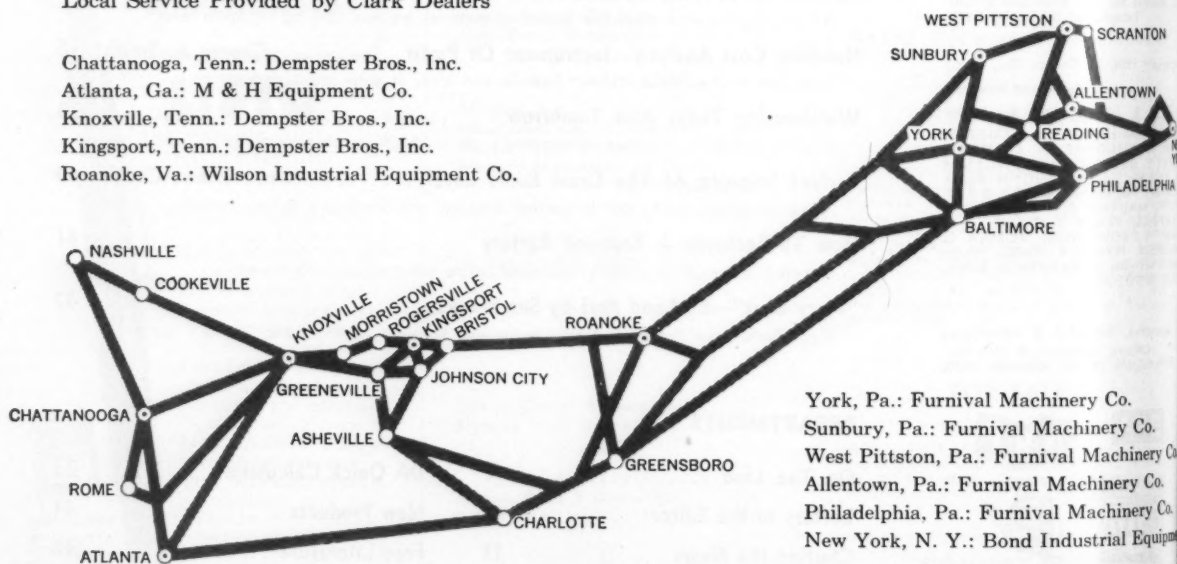 Local Service Provided by Clark Dealers
Chattanooga, Tenn.: Dempster Bros., Inc.
Atlanta, Ga.: M & H Equipment Co.
Knoxville, Tenn.: Dempster Bros., Inc.
Kingsport, Tenn.: Dempster Bros., Inc.
Roanoke, Va.: Wilson Industrial Equipment Co.
WEST PITTSTON
SCRANTON
SUNBURY
ALLENTOWN
YORK
READING
PHILADELPHIA
BALTIMORE
NASHVILLE
COOKEVILLE
KNOXVILLE
MORRISTOWN
ROGERSVILLE
KINGSPORT
BRISTOL
ROANOKE
GREENEVILLE
JOHNSON CITY
CHATTANOOGA
ASHEVILLE
GREENSBORO
ROME
CHARLOTTE
ATLANTA
York, Pa.: Furnival Machinery Co.
Sunbury, Pa.: Furnival Machinery Co.
West Pittston, Pa.: Furnival Machinery Co
Allentown, Pa.: Furnival Machinery Co.
Philadelphia, Pa.: Furnival Machinery Co.
New York, N. Y.: Bond Industrial Equipm